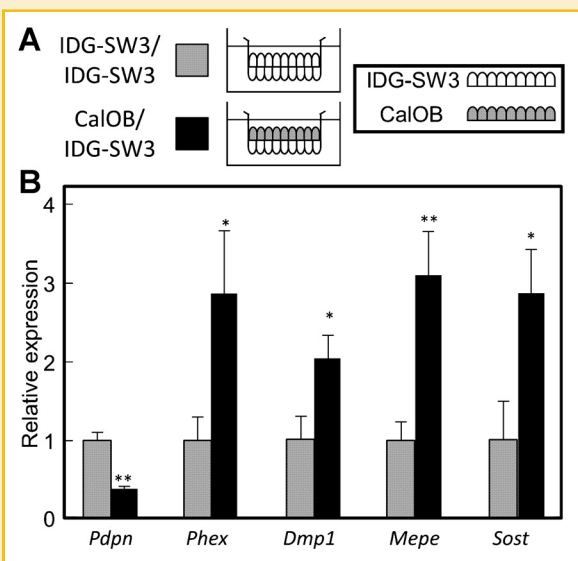 A
IDG-SW3/
IDG-SW3
CalOB/
IDG-SW3
IDG-SW3
CalOB
B
Relative expression
4
3
2
1
0
**
*
*
**
*
Pdpn Phex Dmp1 Mepe Sost